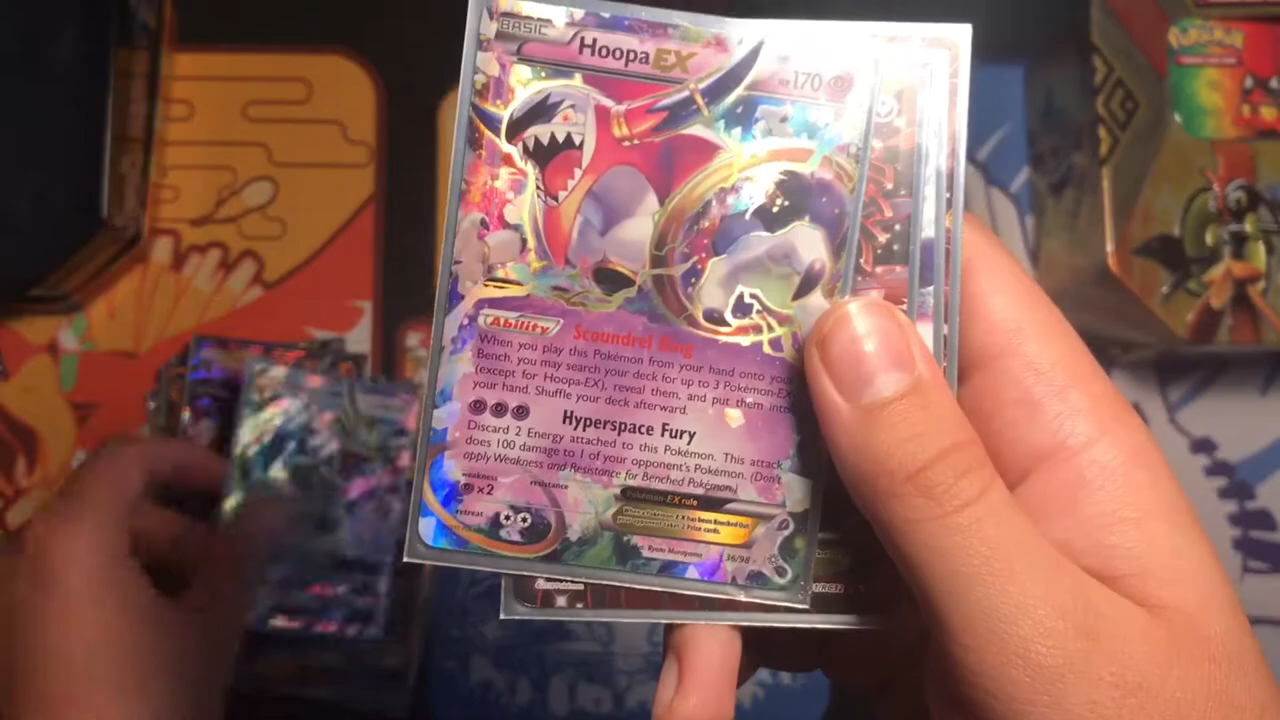 BASIC
Hoopa EX
HP170
Ability Scoundrel Ring
When you play this Pokémon from your hand onto your
Bench, you may search your deck for up to 3 Pokémon-EX
(except for Hoopa-EX), reveal them, and put them into
your hand. Shuffle your deck afterward.
Hyperspace Fury
Discard 2 Energy attached to this Pokémon. This attack
does 100 damage to 1 of your opponent's Pokémon. (Don't
apply Weakness and Resistance for Benched Pokémon.)
weakness
resistance
×2
retreat
Pokémon-EX rule
When a Pokémon-EX has been Knocked Out,
your opponent takes 2 Prize cards.
Ryota Murayama
36/98
Pokémon